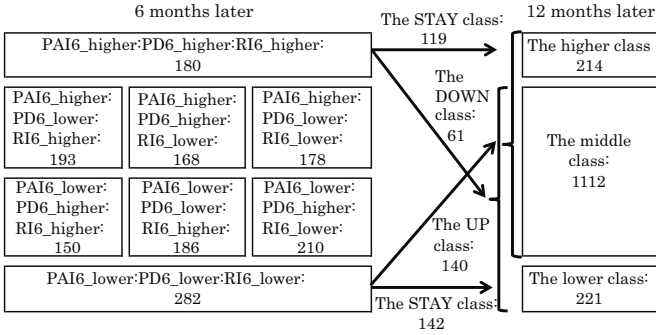 6 months later
12 months later
PAI6_higher:PD6_higher:RI6_higher:
180
The STAY class:
119
The higher class
214
PAI6_higher:
PD6_lower:
RI6_higher:
193
PAI6_higher:
PD6_higher:
RI6_lower:
168
PAI6_higher:
PD6_lower:
RI6_lower:
178
The
DOWN
class:
61
The middle
class:
1112
PAI6_lower:
PD6_higher:
RI6_higher:
150
PAI6_lower:
PD6_lower:
RI6_higher:
186
PAI6_lower:
PD6_higher:
RI6_lower:
210
The UP
class:
140
PAI6_lower:PD6_lower:RI6_lower:
282
The STAY class:
142
The lower class:
221